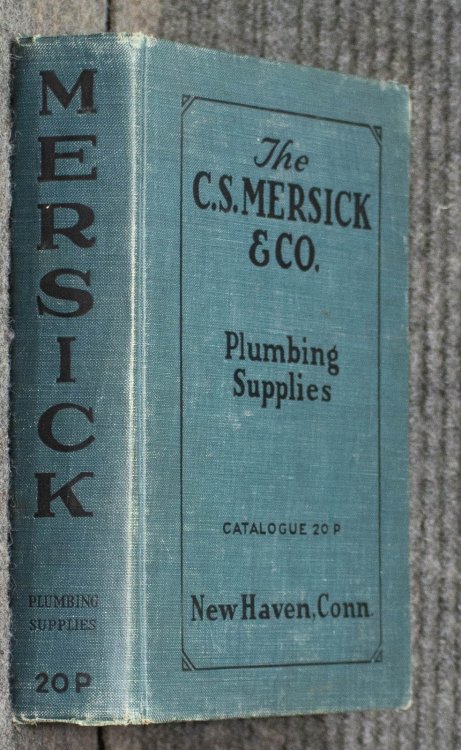 MERSICK
PLUMBING
SUPPLIES
20P
The
C.S.MERSICK
& CO.
Plumbing
Supplies
CATALOGUE 20 P
New Haven, Conn.